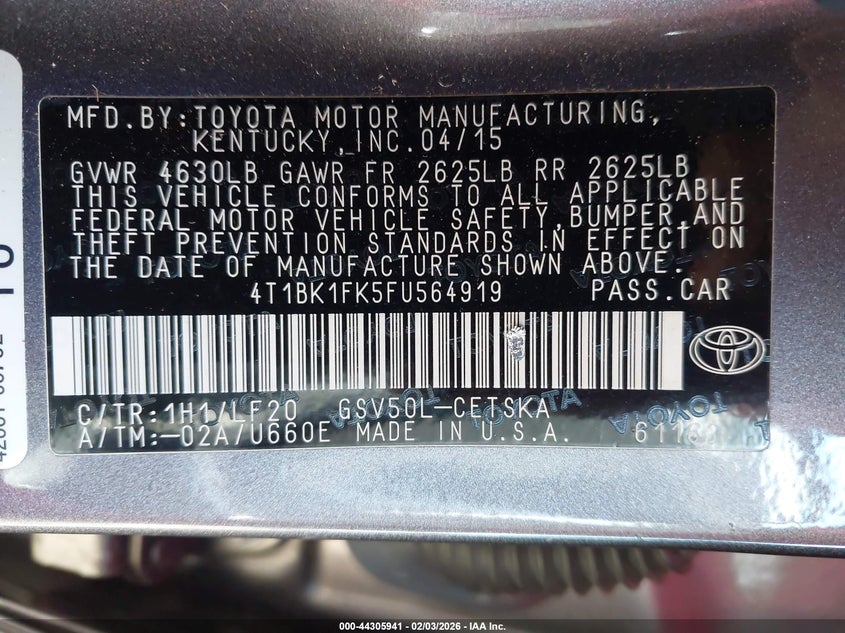 MFD.BY:TOYOTA MOTOR MANUFACTURING,
KENTUCKY, INC. 04/15
GVWR 4630LB GAWR FR 2625LB RR 2625LB
THIS VEHICLE CONFORMS TO ALL APPLICABLE
FEDERAL MOTOR VEHICLE SAFETY,BUMPER,AND
THEFT PREVENTION STANDARDS IN EFFECT ON
THE DATE OF MANUFACTURE SHOWN ABOVE.
4T1BK1FK5FU564919 PASS.CAR
C/TR:1H1/LF20 GSV50L-CETSKA
A/TM:-02A/U660E MADE IN U.S.A.
TOYOTA
000-44305941 | 02/03/2026 - IAA Inc.